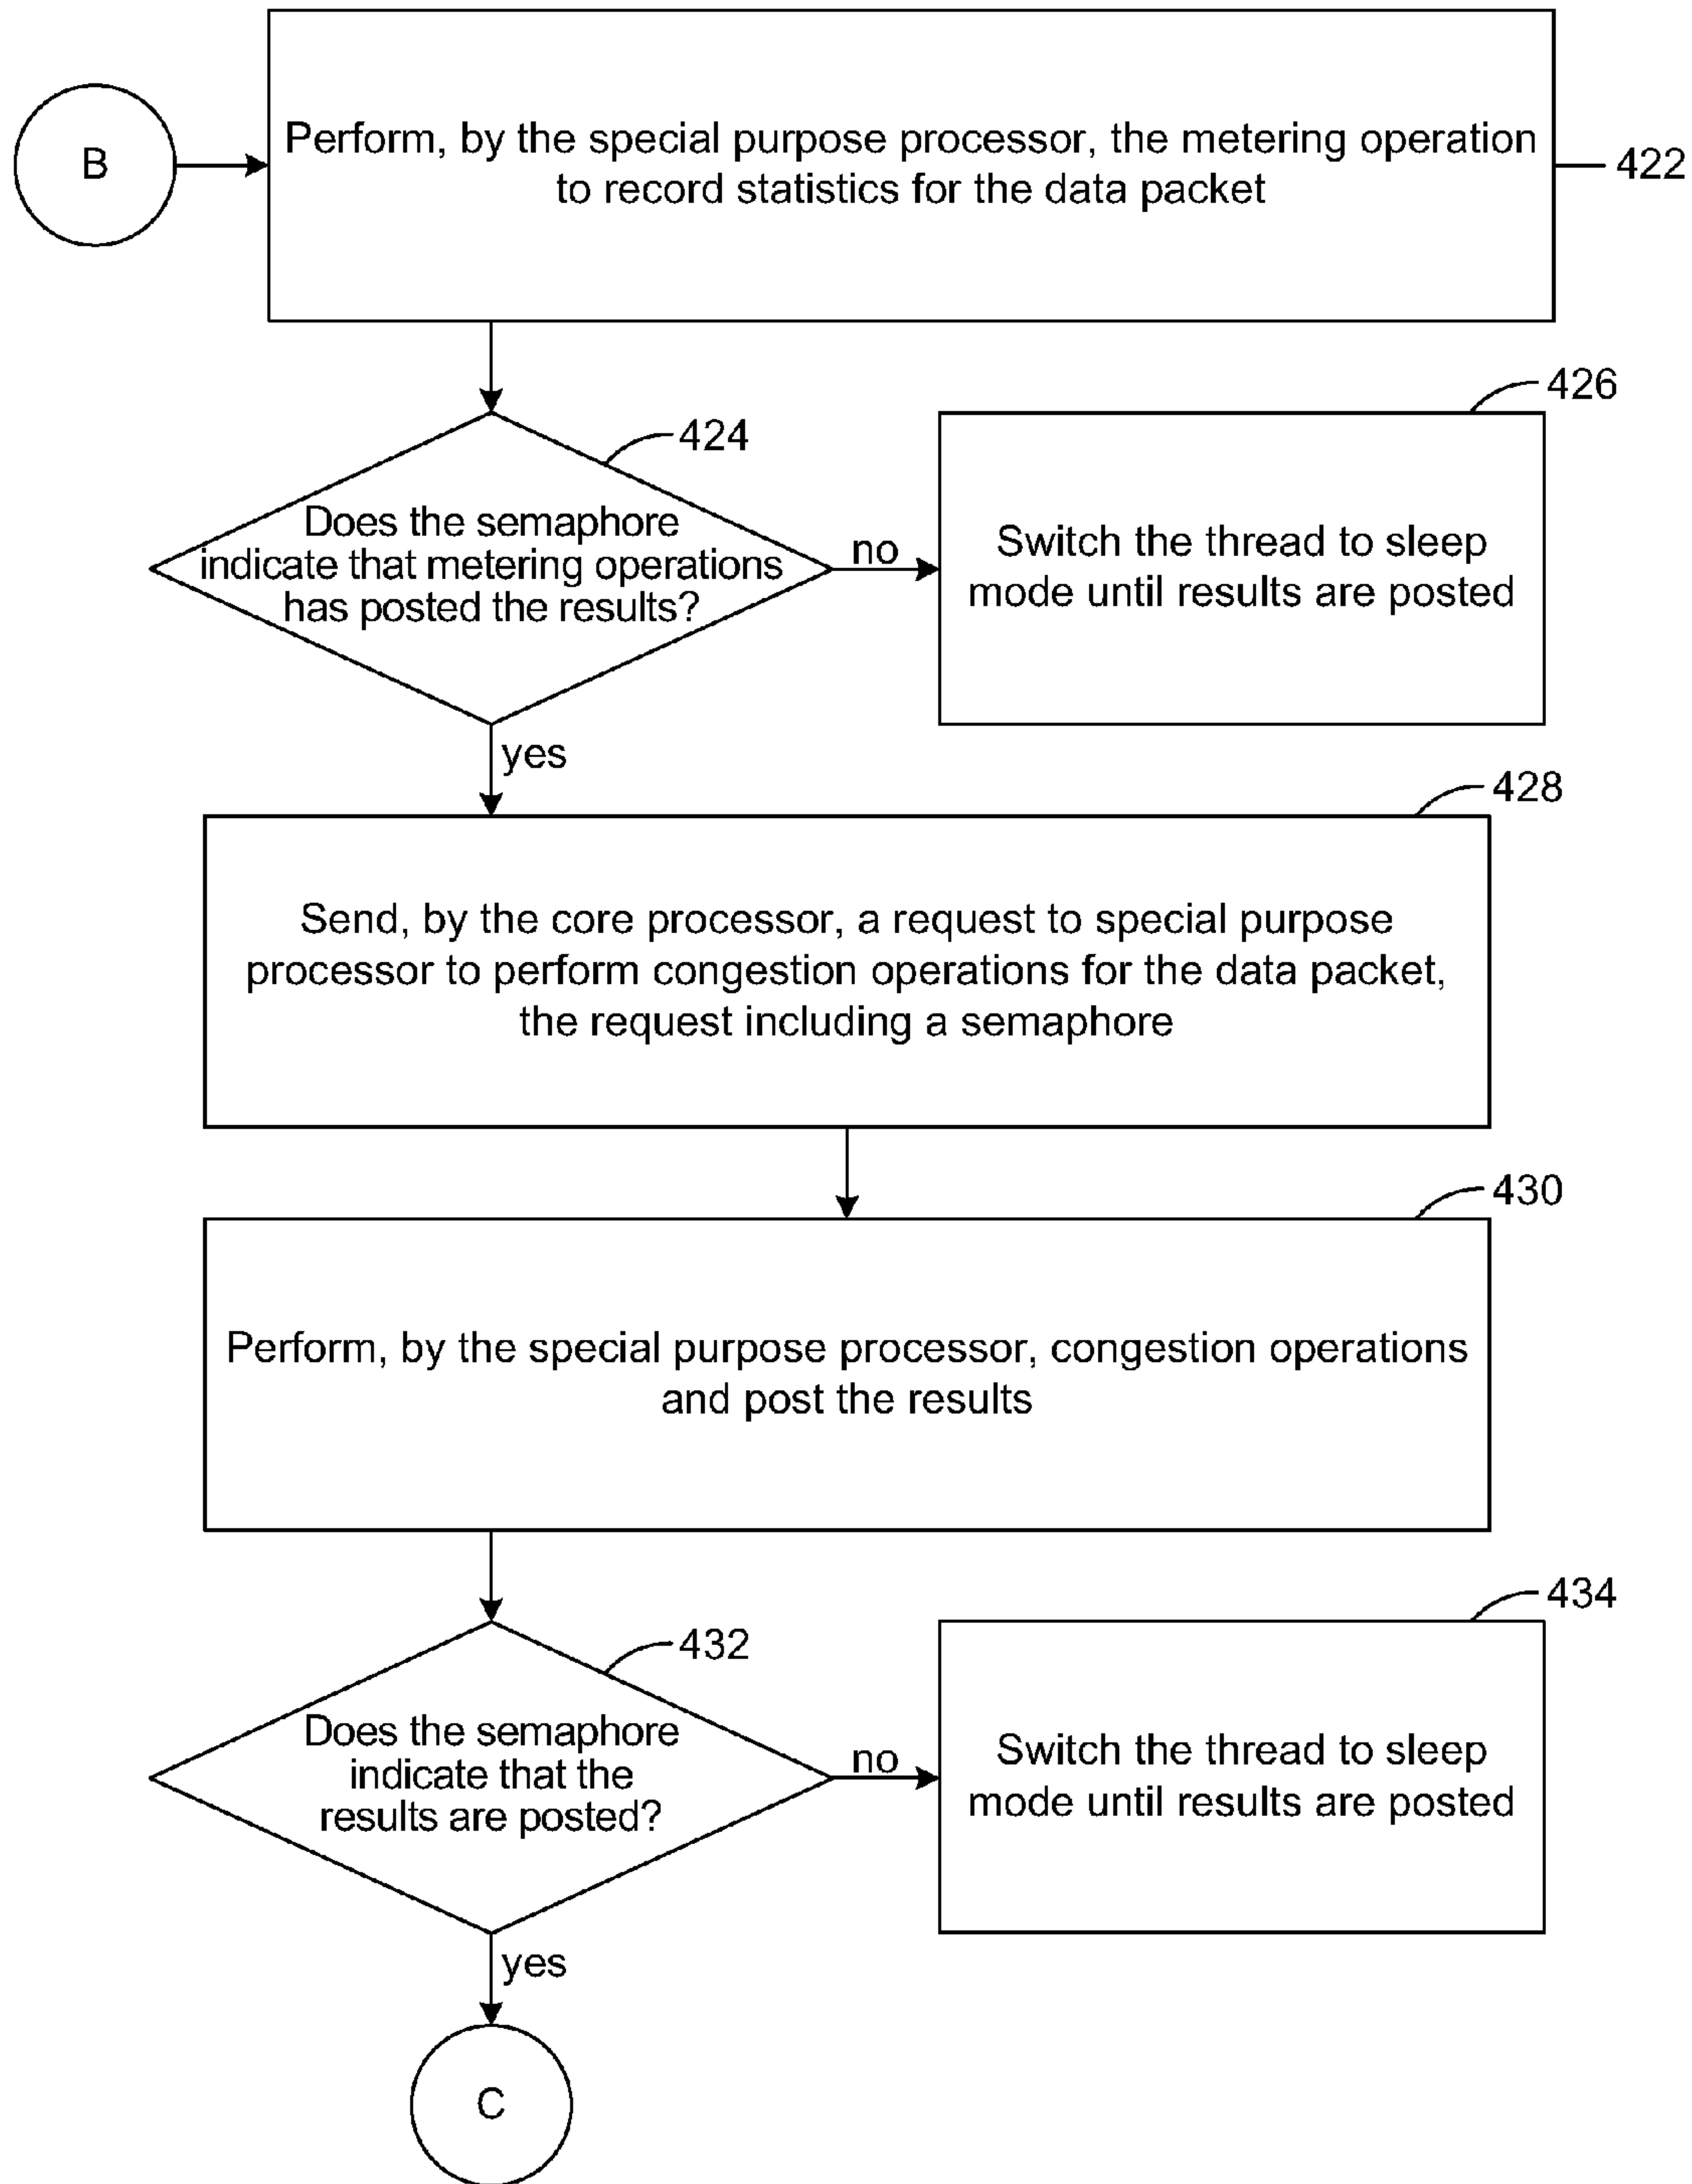 B
Perform, by the special purpose processor, the metering operation
to record statistics for the data packet
422
424
Does the semaphore
indicate that metering operations
has posted the results?
no
426
Switch the thread to sleep
mode until results are posted
yes
428
Send, by the core processor, a request to special purpose
processor to perform congestion operations for the data packet,
the request including a semaphore
430
Perform, by the special purpose processor, congestion operations
and post the results
432
Does the semaphore
indicate that the
results are posted?
no
434
Switch the thread to sleep
mode until results are posted
yes
C